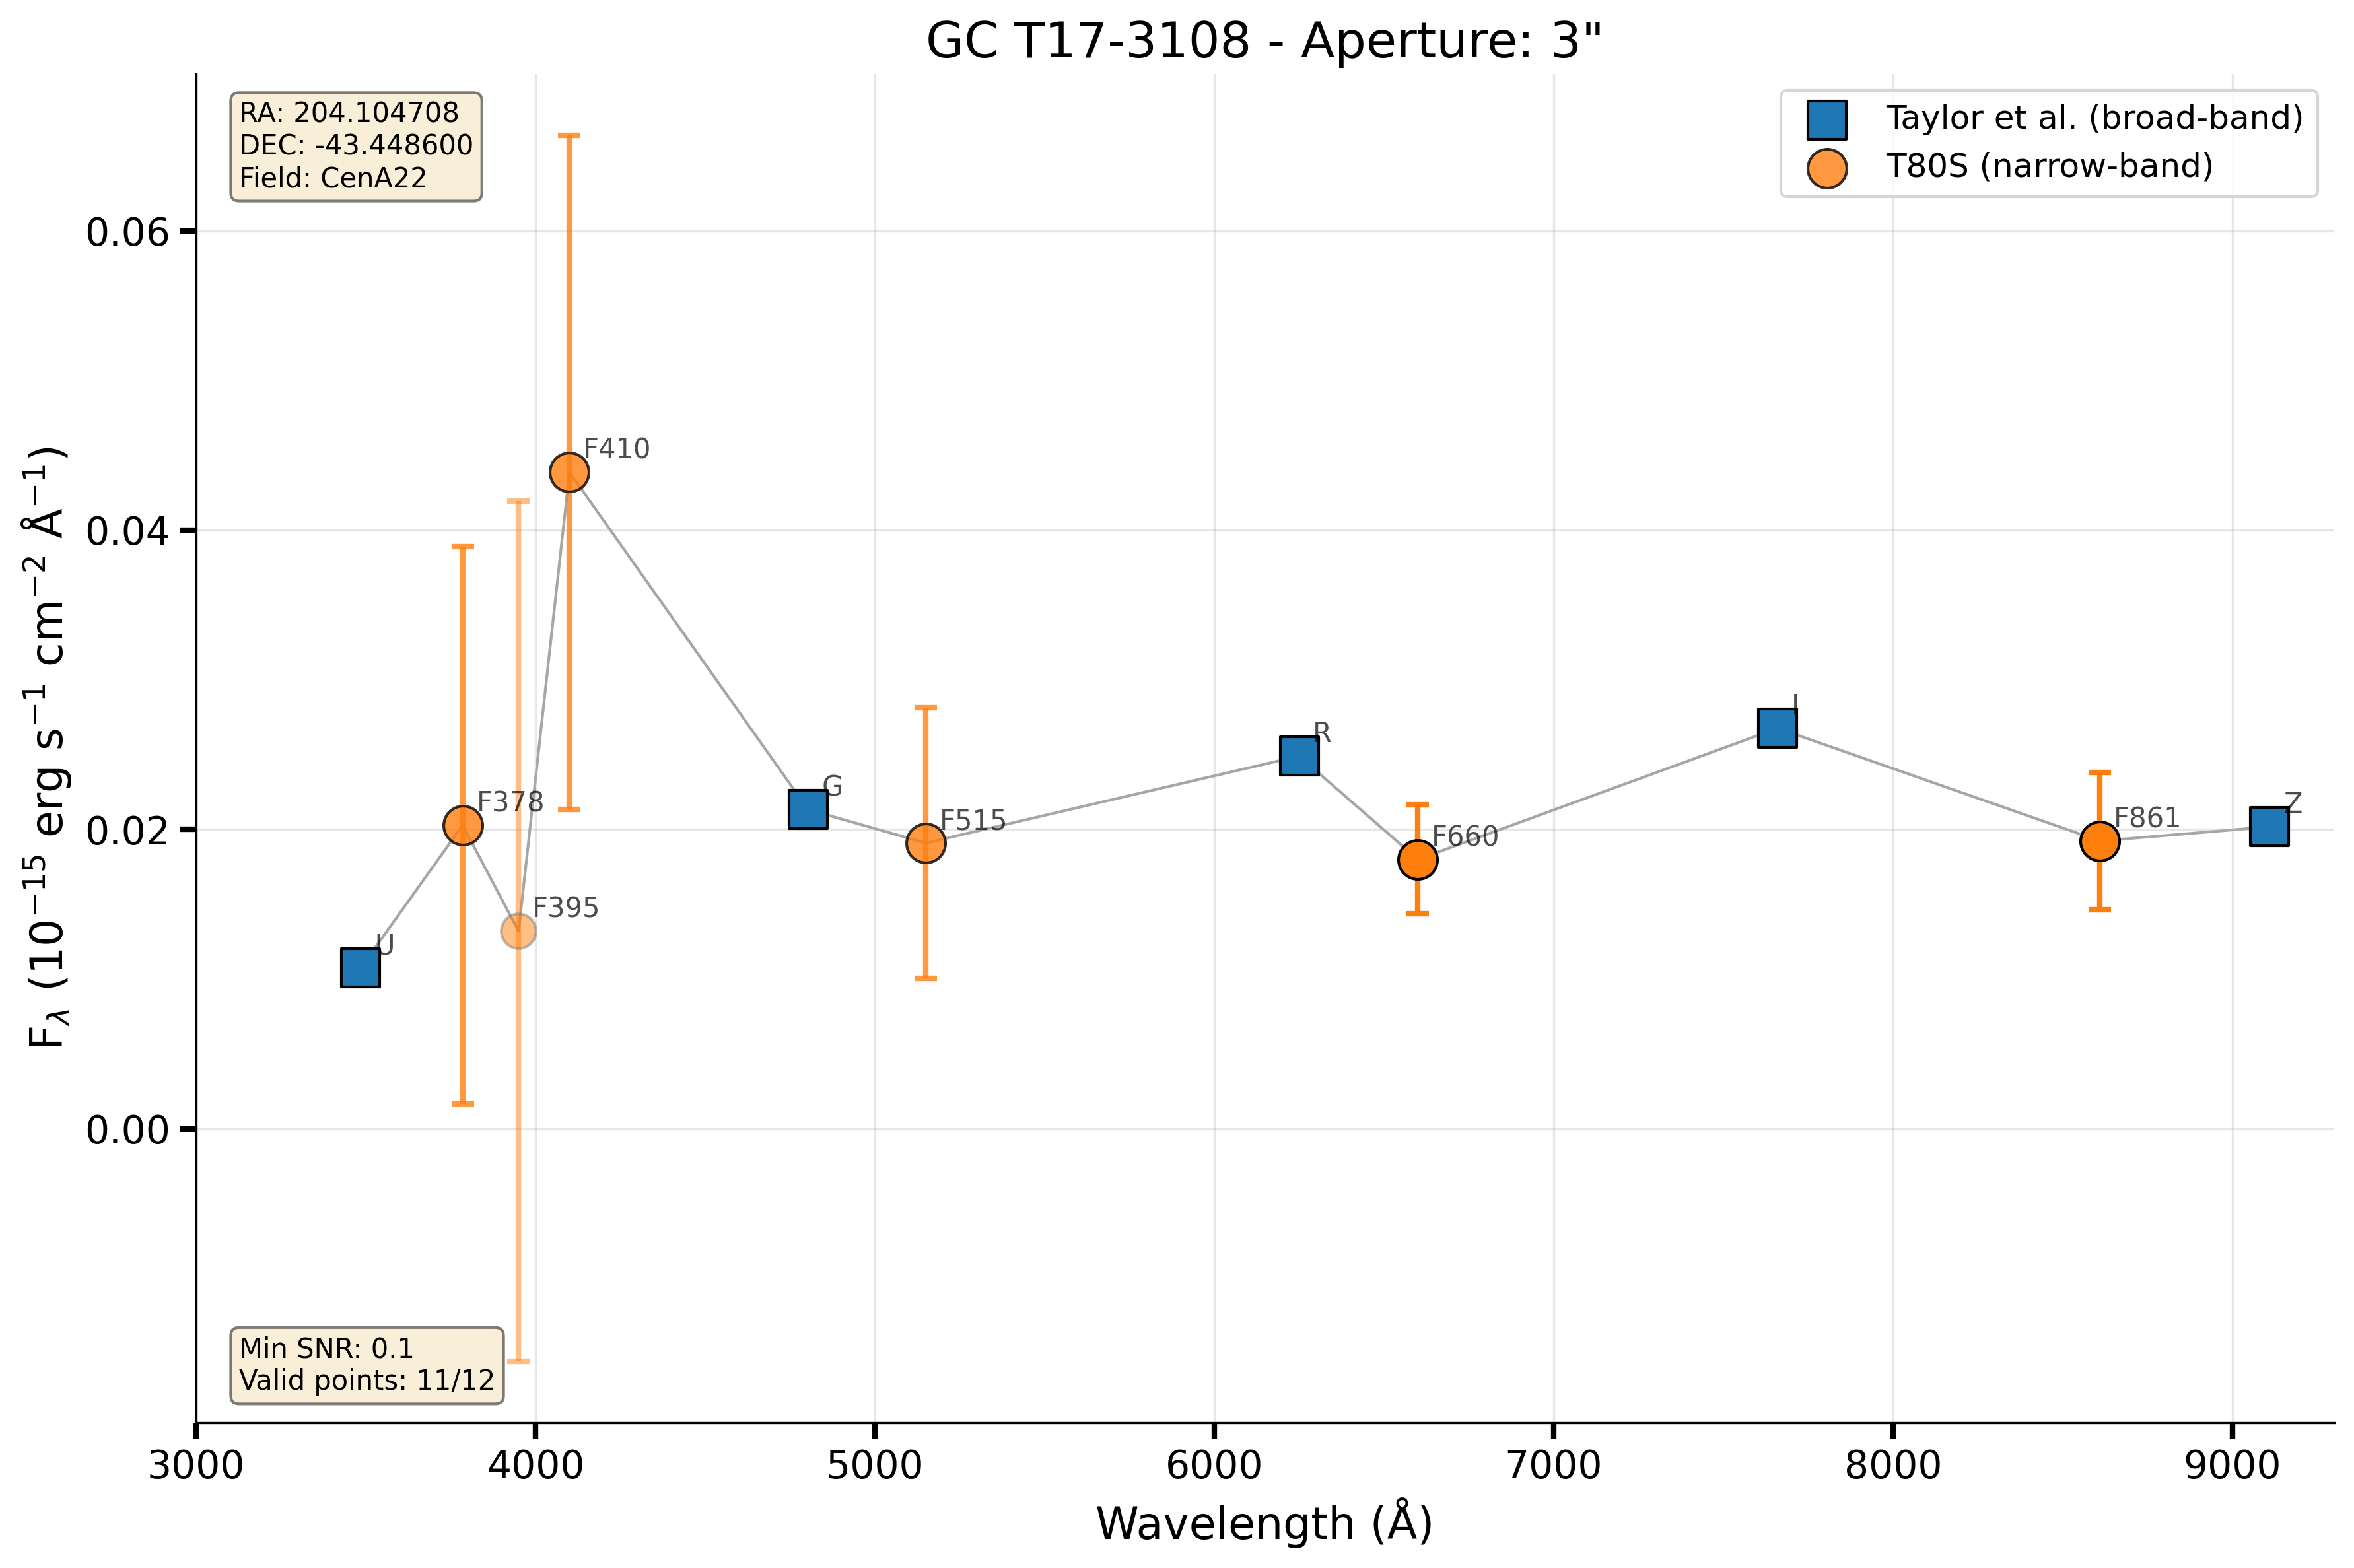 GC T17-3108 - Aperture: 3"
RA: 204.104708
DEC: -43.448600
Field: CenA22
Taylor et al. (broad-band)
T80S (narrow-band)
F_λ (10⁻¹⁵ erg s⁻¹ cm⁻² Å⁻¹)
0.06
0.04
0.02
0.00
U
F378
F395
F410
G
F515
R
F660
I
F861
Z
Min SNR: 0.1
Valid points: 11/12
3000
4000
5000
6000
7000
8000
9000
Wavelength (Å)